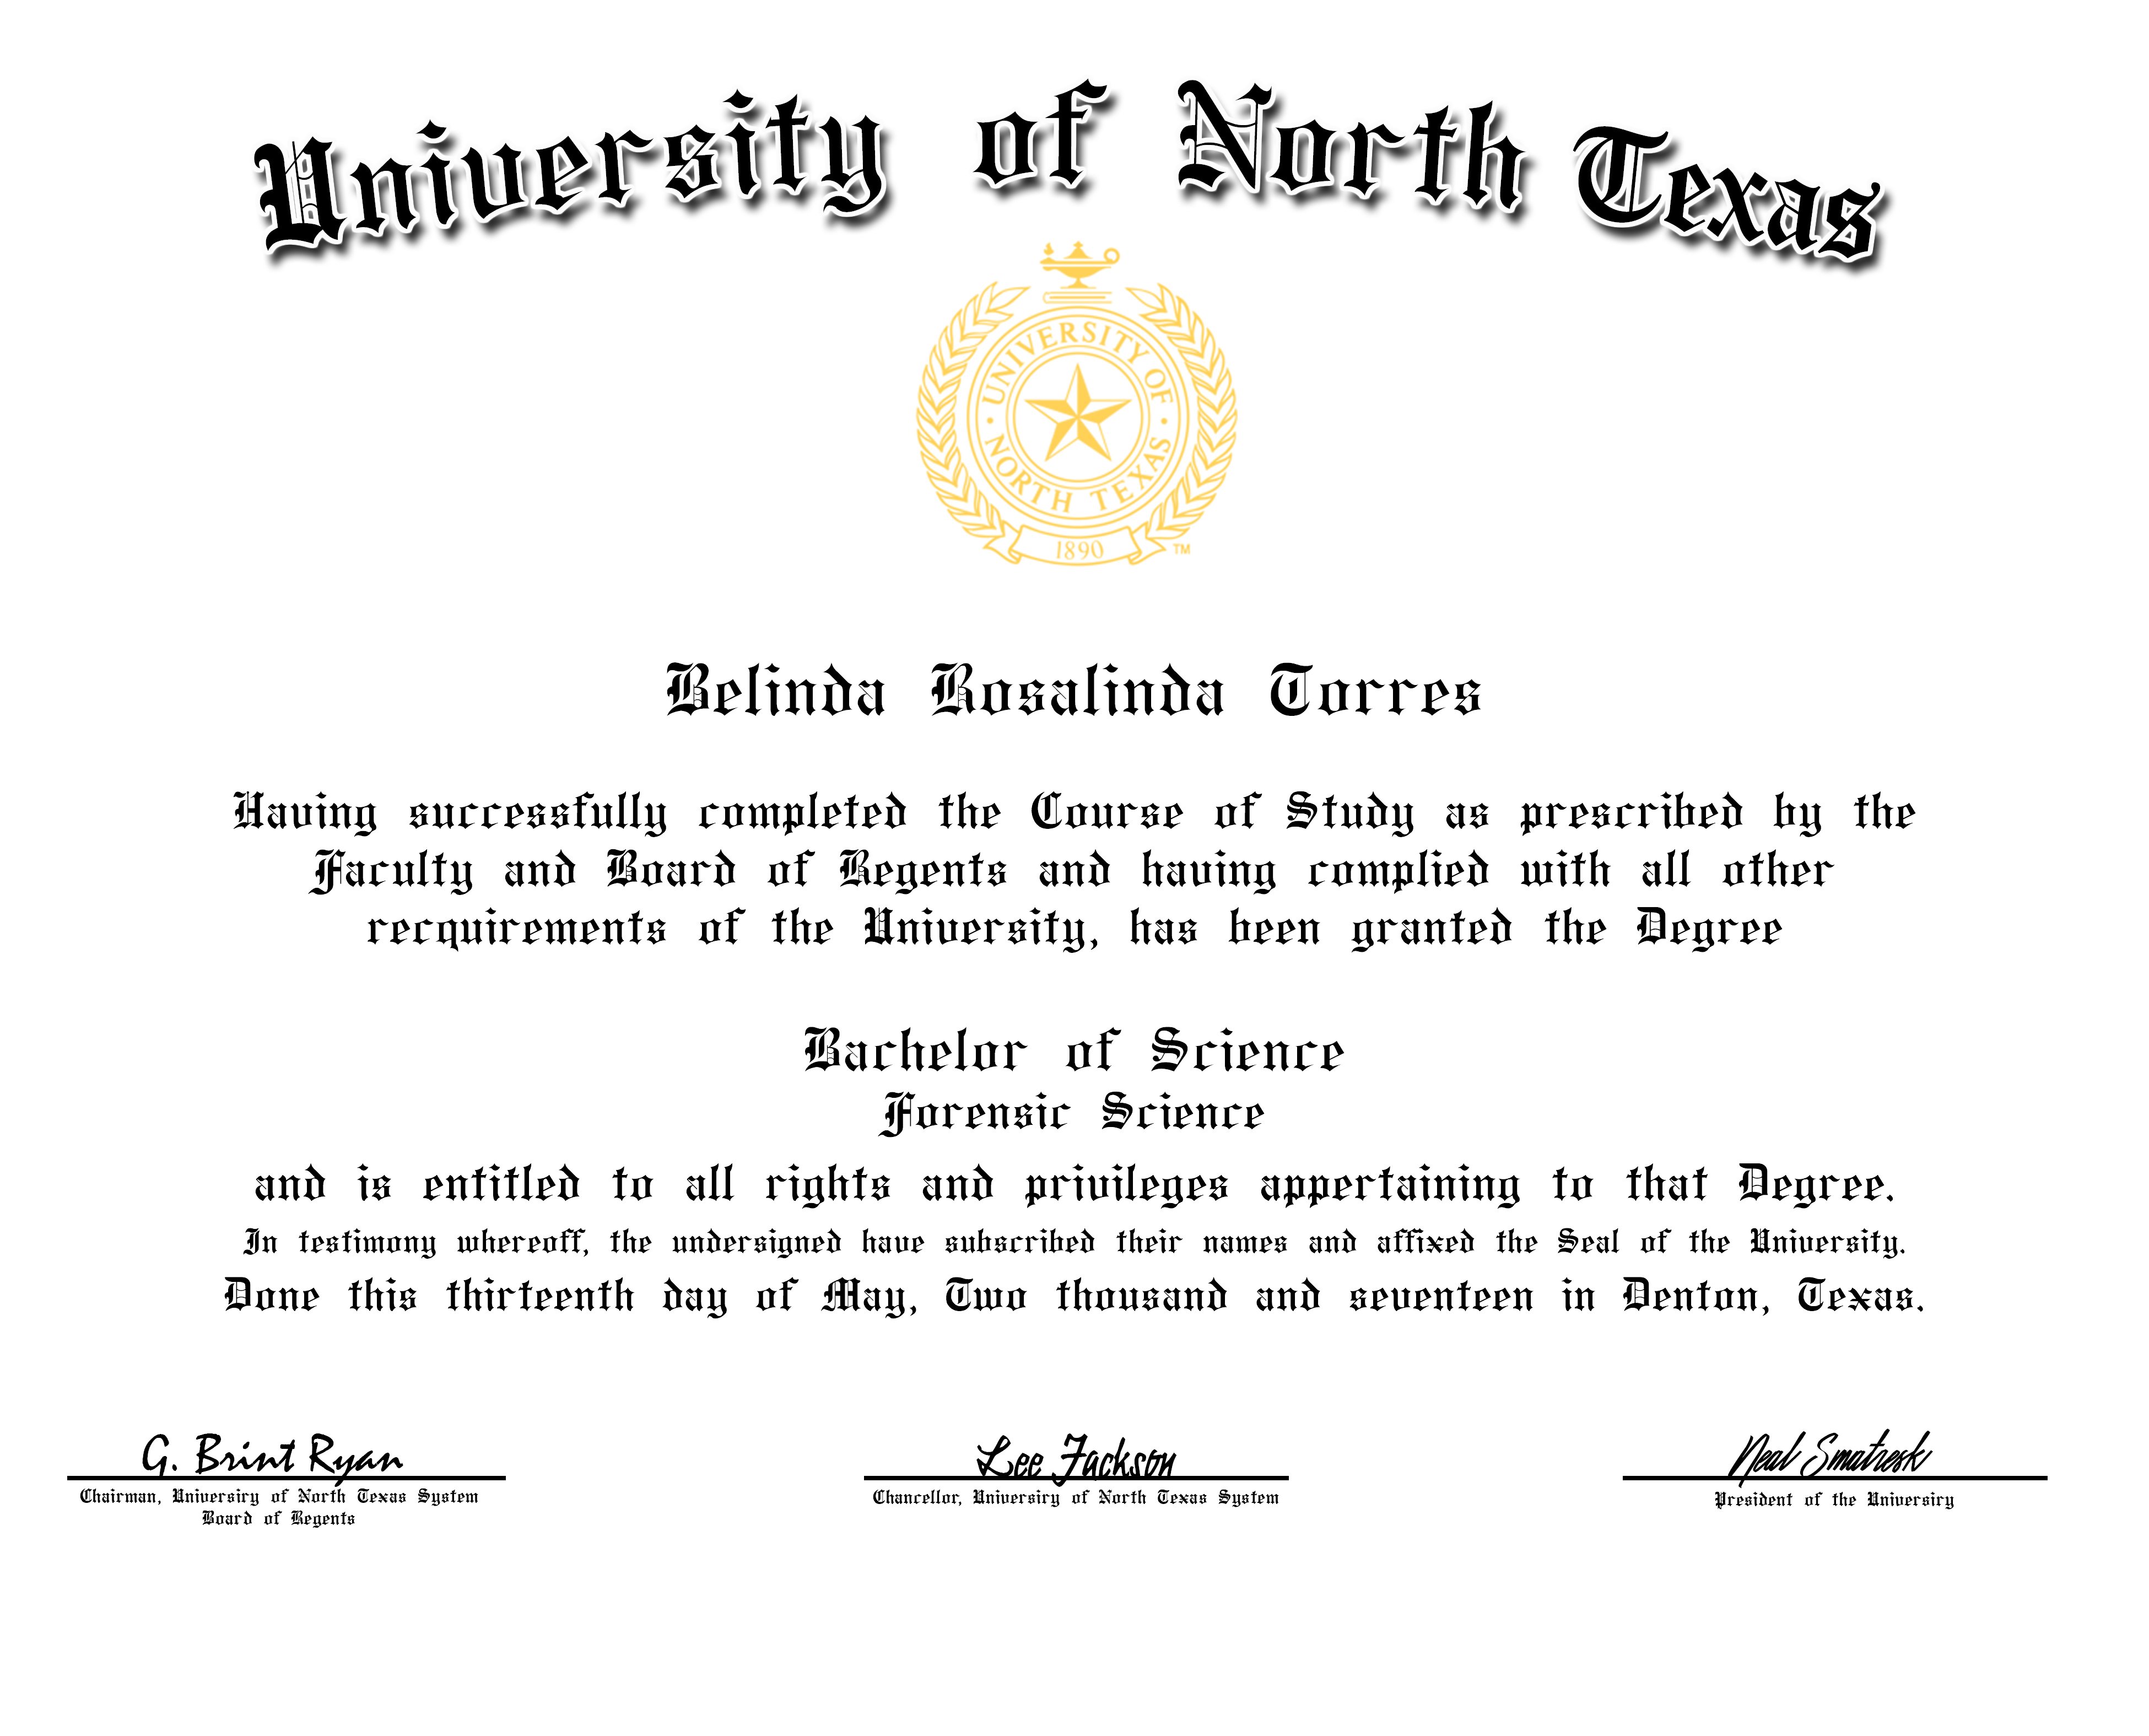 University of North Texas
UNIVERSITY OF
NORTH TEXAS
1890 TM
Belinda Rosalinda Torres
Having successfully completed the Course of Study as prescribed by the
Faculty and Board of Regents and having complied with all other
recquirements of the University, has been granted the Degree
Bachelor of Science
Forensic Science
and is entitled to all rights and privileges appertaining to that Degree.
In testimony whereoff, the undersigned have subscribed their names and affixed the Seal of the University.
Done this thirteenth day of May, Two thousand and seventeen in Denton, Texas.
G. Brint Ryan
Chairman, Universiry of North Texas System
Board of Regents
Lee Jackson
Chancellor, Universiry of North Texas System
Neal Smatresk
President of the Universiry